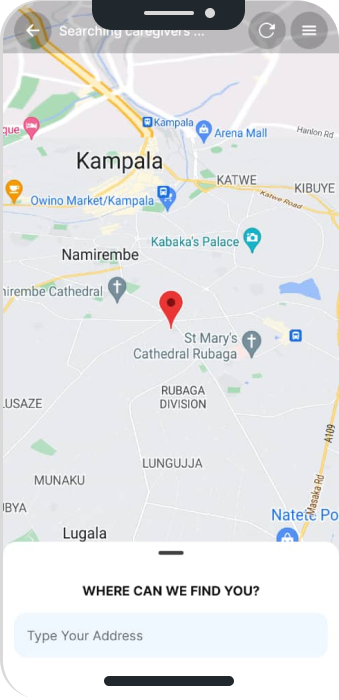 Searching caregivers ...
que
Kampala
Arena Mall
Hanlon Rd
Kampala
KATWE
KIBUYE
Owino Market/Kampala
Katwe Road
Kabaka's Palace
Namirembe
irembe Cathedral
St Mary's
Cathedral Rubaga
RUBAGA
DIVISION
LUSAZE
A109
LUNGUJJA
MUNAKU
Masaka Rd
UBYA
Natete Po
Lugala
WHERE CAN WE FIND YOU?
Type Your Address